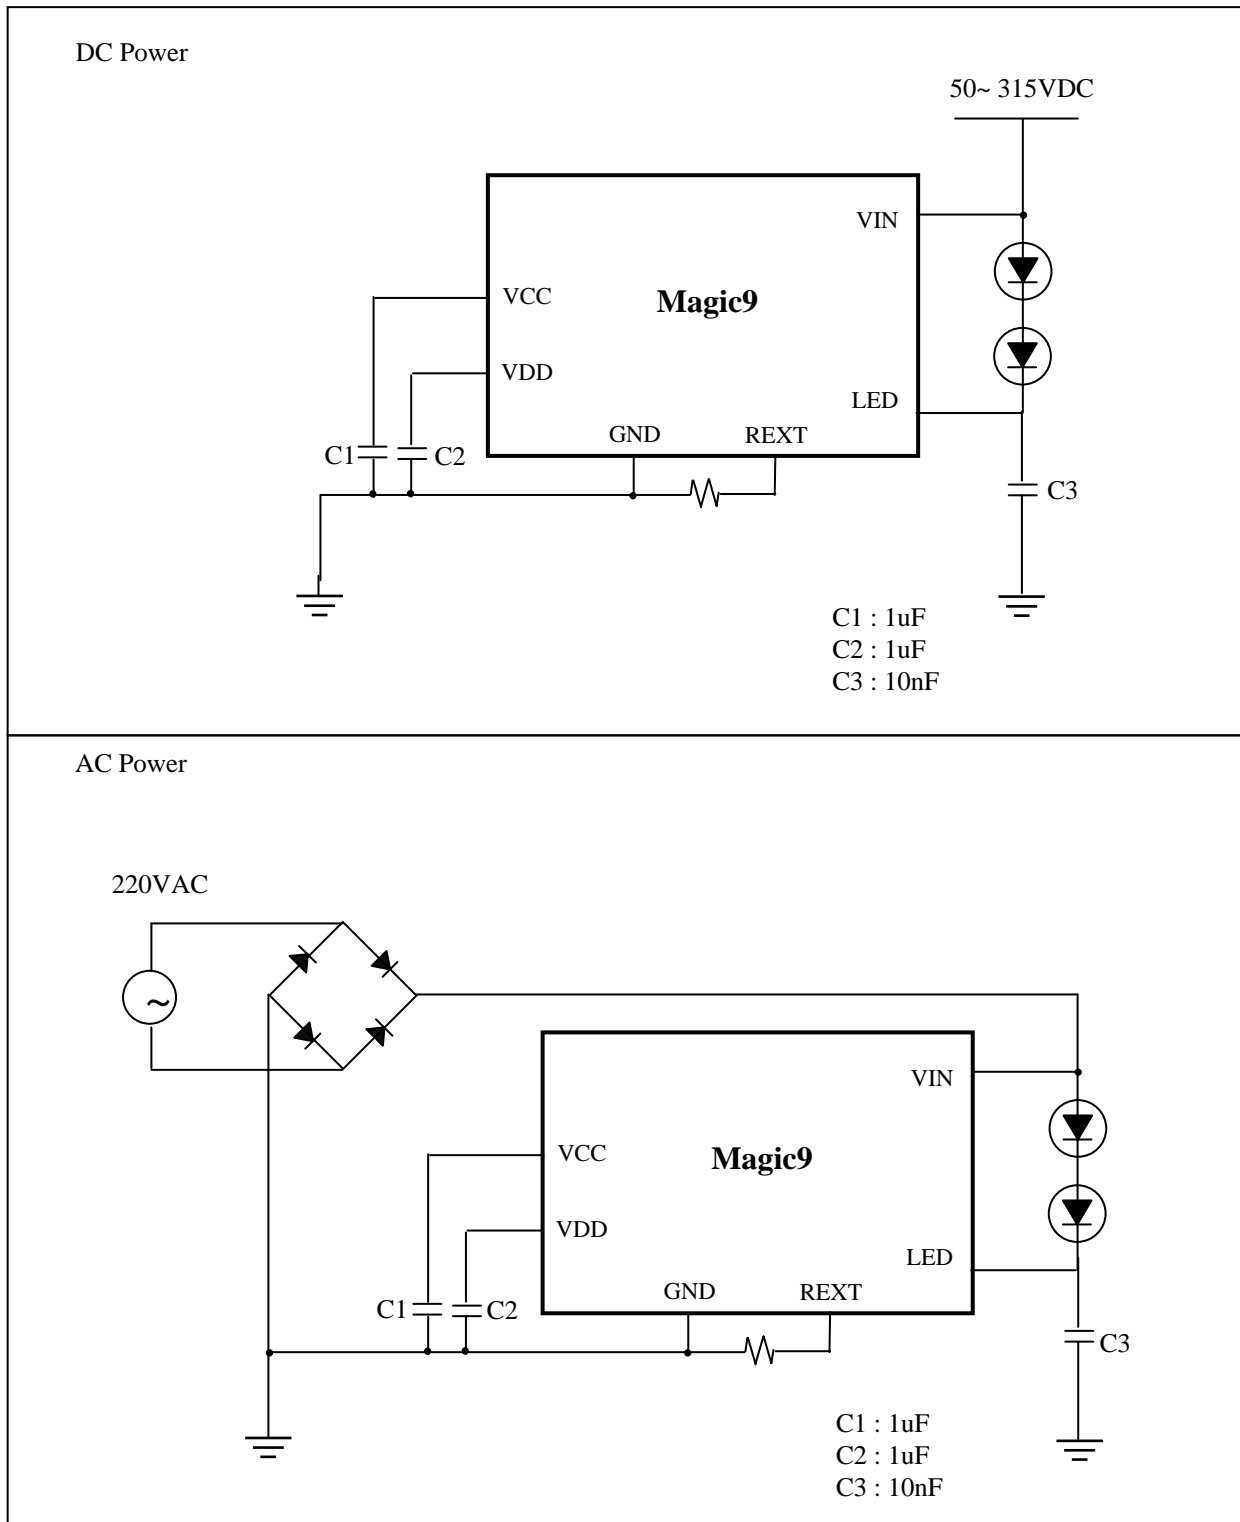 DC Power
50~ 315VDC
VIN
VCC
Magic9
VDD
LED
GND
REXT
C1
C2
C3
C1 : 1uF
C2 : 1uF
C3 : 10nF
AC Power
220VAC
~
VIN
VCC
Magic9
VDD
LED
GND
REXT
C1
C2
C3
C1 : 1uF
C2 : 1uF
C3 : 10nF